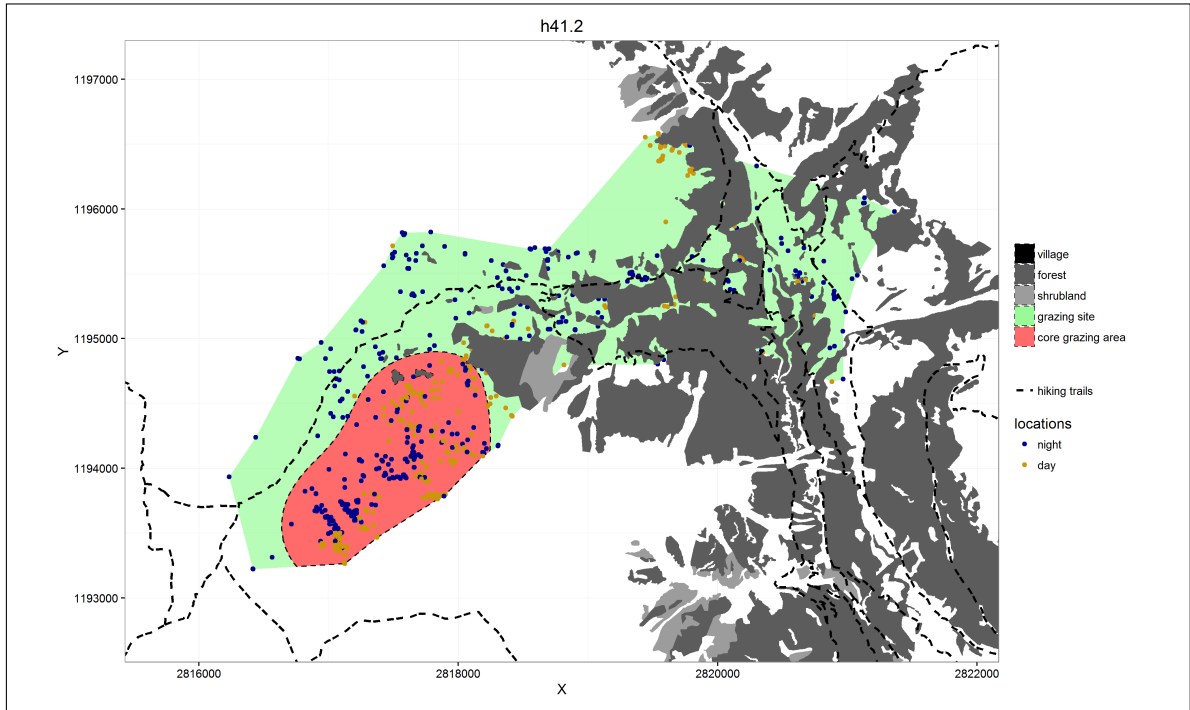 h41.2
1197000
1196000
1195000
1194000
1193000
Y
2816000
2818000
2820000
2822000
X
village
forest
shrubland
grazing site
core grazing area
hiking trails
locations
night
day